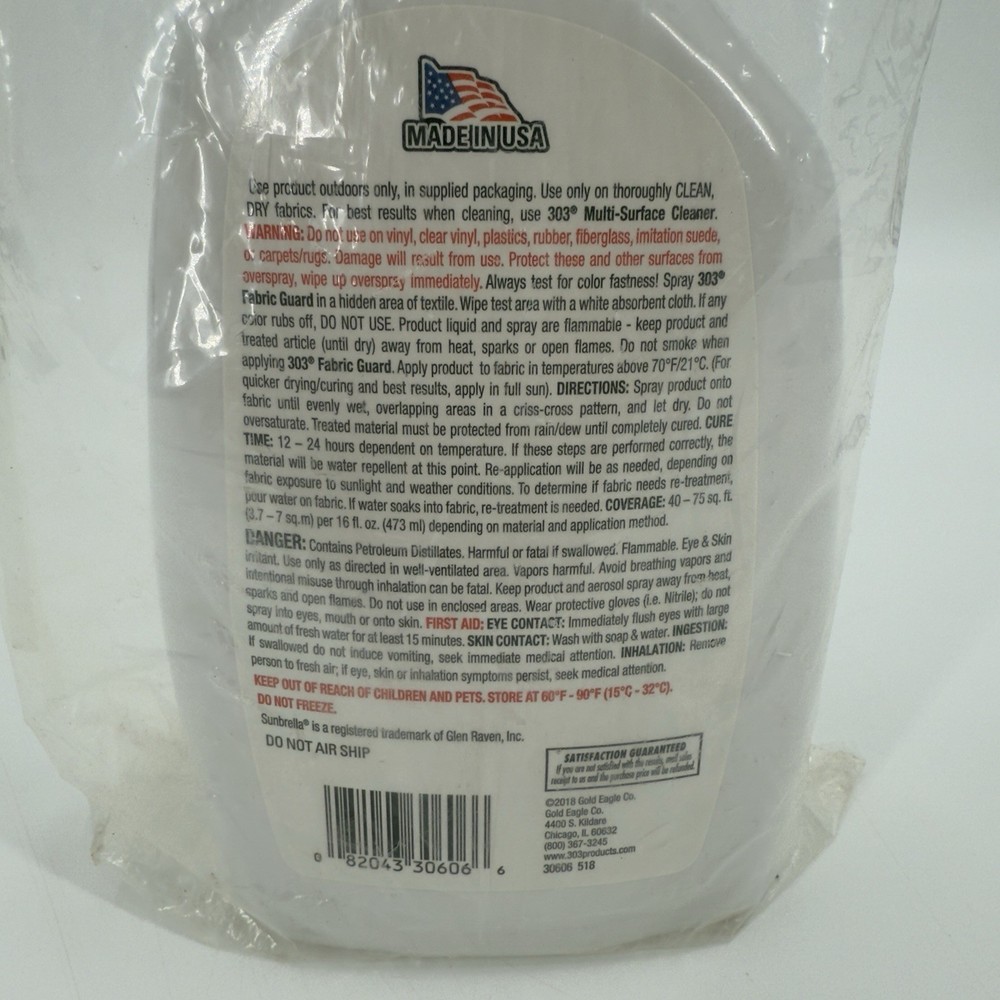 MADE IN USA
Use product outdoors only, in supplied packaging. Use only on thoroughly CLEAN,
DRY fabrics. For best results when cleaning, use 303® Multi-Surface Cleaner.
WARNING: Do not use on vinyl, clear vinyl, plastics, rubber, fiberglass, imitation suede,
or carpets/rugs. Damage will result from use. Protect these and other surfaces from
overspray, wipe up overspray immediately. Always test for color fastness! Spray 303®
Fabric Guard in a hidden area of textile. Wipe test area with a white absorbent cloth. If any
color rubs off, DO NOT USE. Product liquid and spray are flammable - keep product and
treated article (until dry) away from heat, sparks or open flames. Do not smoke when
applying 303® Fabric Guard. Apply product to fabric in temperatures above 70°F/21°C. (For
quicker drying/curing and best results, apply in full sun). DIRECTIONS: Spray product onto
fabric until evenly wet, overlapping areas in a criss-cross pattern, and let dry. Do not
oversaturate. Treated material must be protected from rain/dew until completely cured. CURE
TIME: 12 – 24 hours dependent on temperature. If these steps are performed correctly, the
material will be water repellent at this point. Re-application will be as needed, depending on
fabric exposure to sunlight and weather conditions. To determine if fabric needs re-treatment,
pour water on fabric. If water soaks into fabric, re-treatment is needed. COVERAGE: 40 – 75 sq. ft.
(3.7 – 7 sq.m) per 16 fl. oz. (473 ml) depending on material and application method.
DANGER: Contains Petroleum Distillates. Harmful or fatal if swallowed. Flammable. Eye & Skin
irritant. Use only as directed in well-ventilated area. Vapors harmful. Avoid breathing vapors and
intentional misuse through inhalation can be fatal. Keep product and aerosol spray away from heat,
sparks and open flames. Do not use in enclosed areas. Wear protective gloves (i.e. Nitrile); do not
spray into eyes, mouth or onto skin. FIRST AID; EYE CONTACT: Immediately flush eyes with large
amount of fresh water for at least 15 minutes. SKIN CONTACT: Wash with soap & water. INGESTION:
If swallowed do not induce vomiting, seek immediate medical attention. INHALATION: Remove
person to fresh air; if eye, skin or inhalation symptoms persist, seek medical attention.
KEEP OUT OF REACH OF CHILDREN AND PETS. STORE AT 60°F - 90°F (15°C - 32°C).
DO NOT FREEZE.
Sunbrella® is a registered trademark of Glen Raven, Inc.
DO NOT AIR SHIP
SATISFACTION GUARANTEED
If you are not satisfied with the results, mail sales
receipt to us and the purchase price will be refunded.
©2018 Gold Eagle Co.
Gold Eagle Co.
4400 S. Kildare
Chicago, IL 60632
(800) 367-3245
www.303products.com
30606 518
0 82043 30606 6